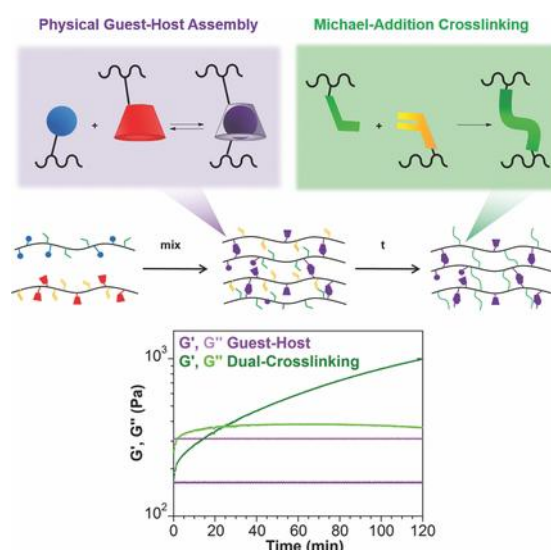 Physical Guest-Host Assembly
Michael-Addition Crosslinking
+
+
mix
t
G', G" Guest-Host
G', G" Dual-Crosslinking
G', G" (Pa)
10³
10²
0 20 40 60 80 100 120
Time (min)